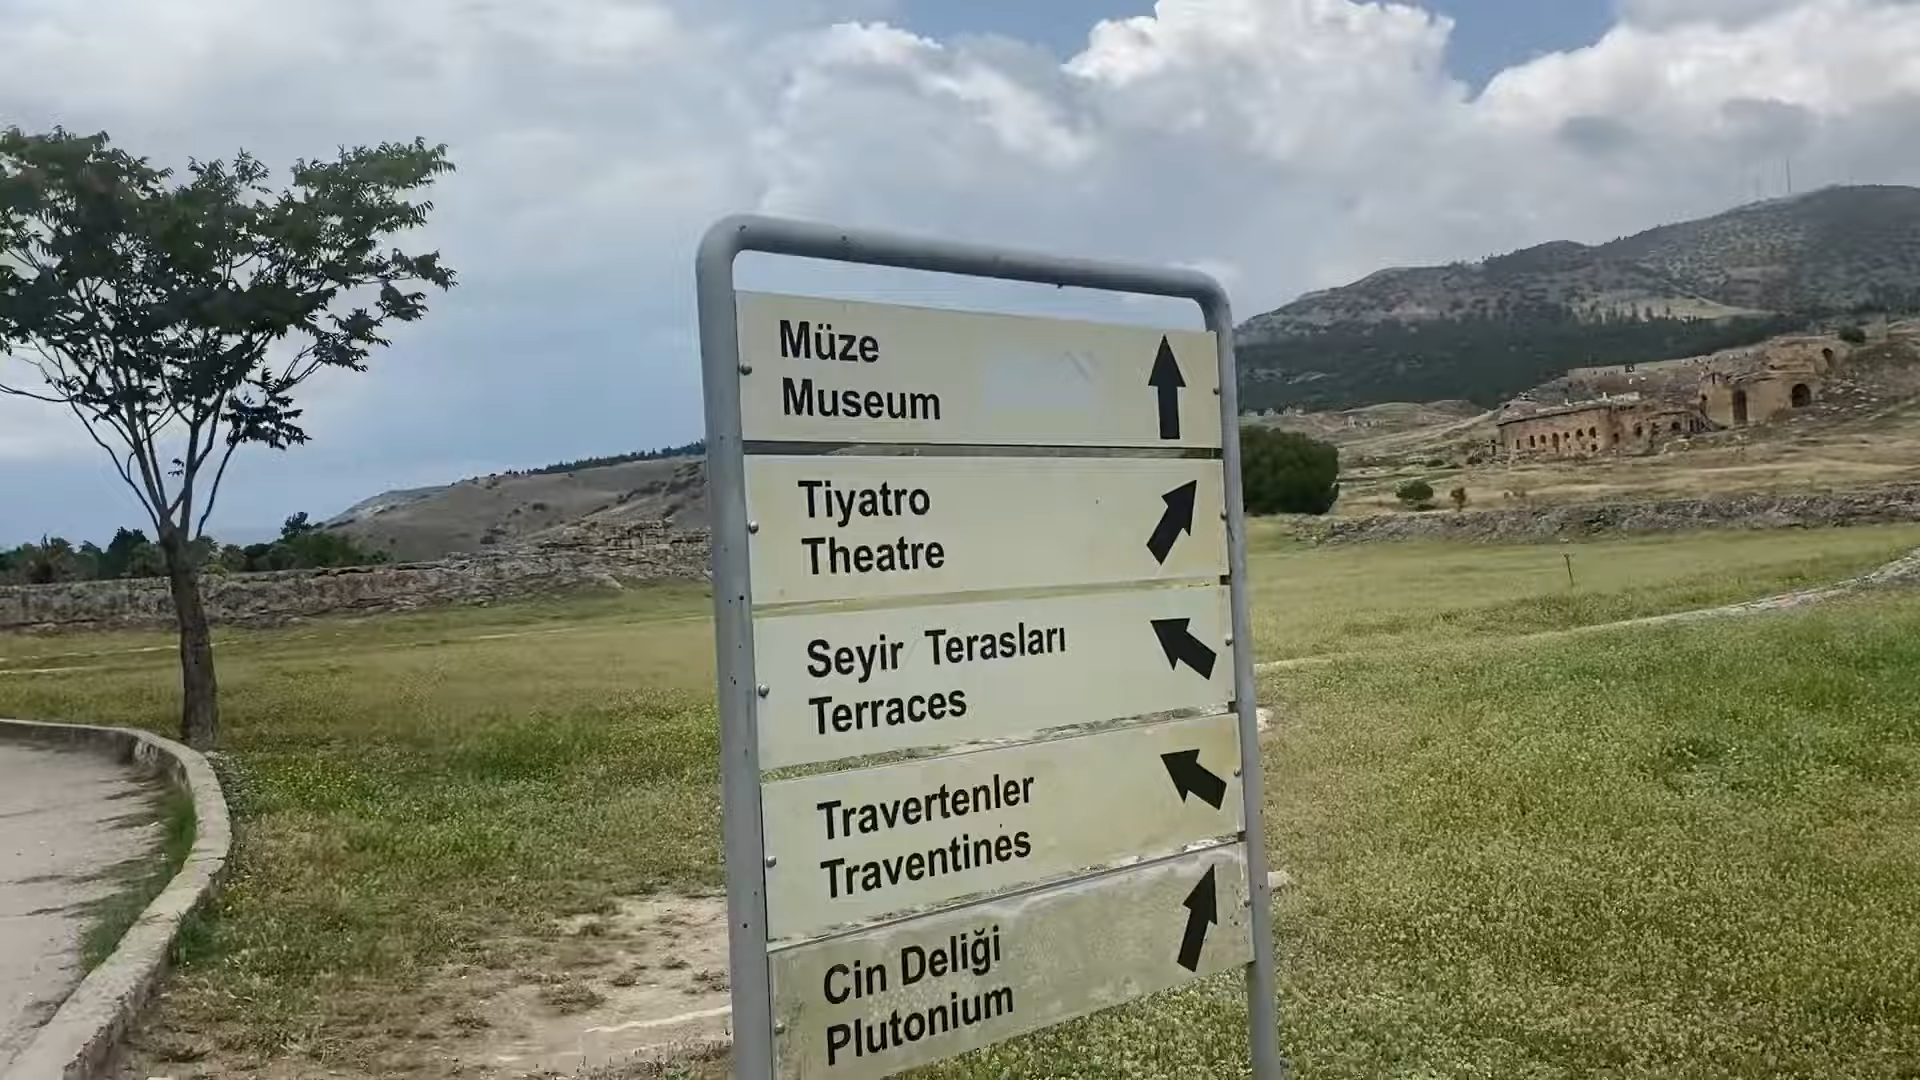 Müze
Museum
Tiyatro
Theatre
Seyir Terasları
Terraces
Travertenler
Traventines
Cin Deliği
Plutonium